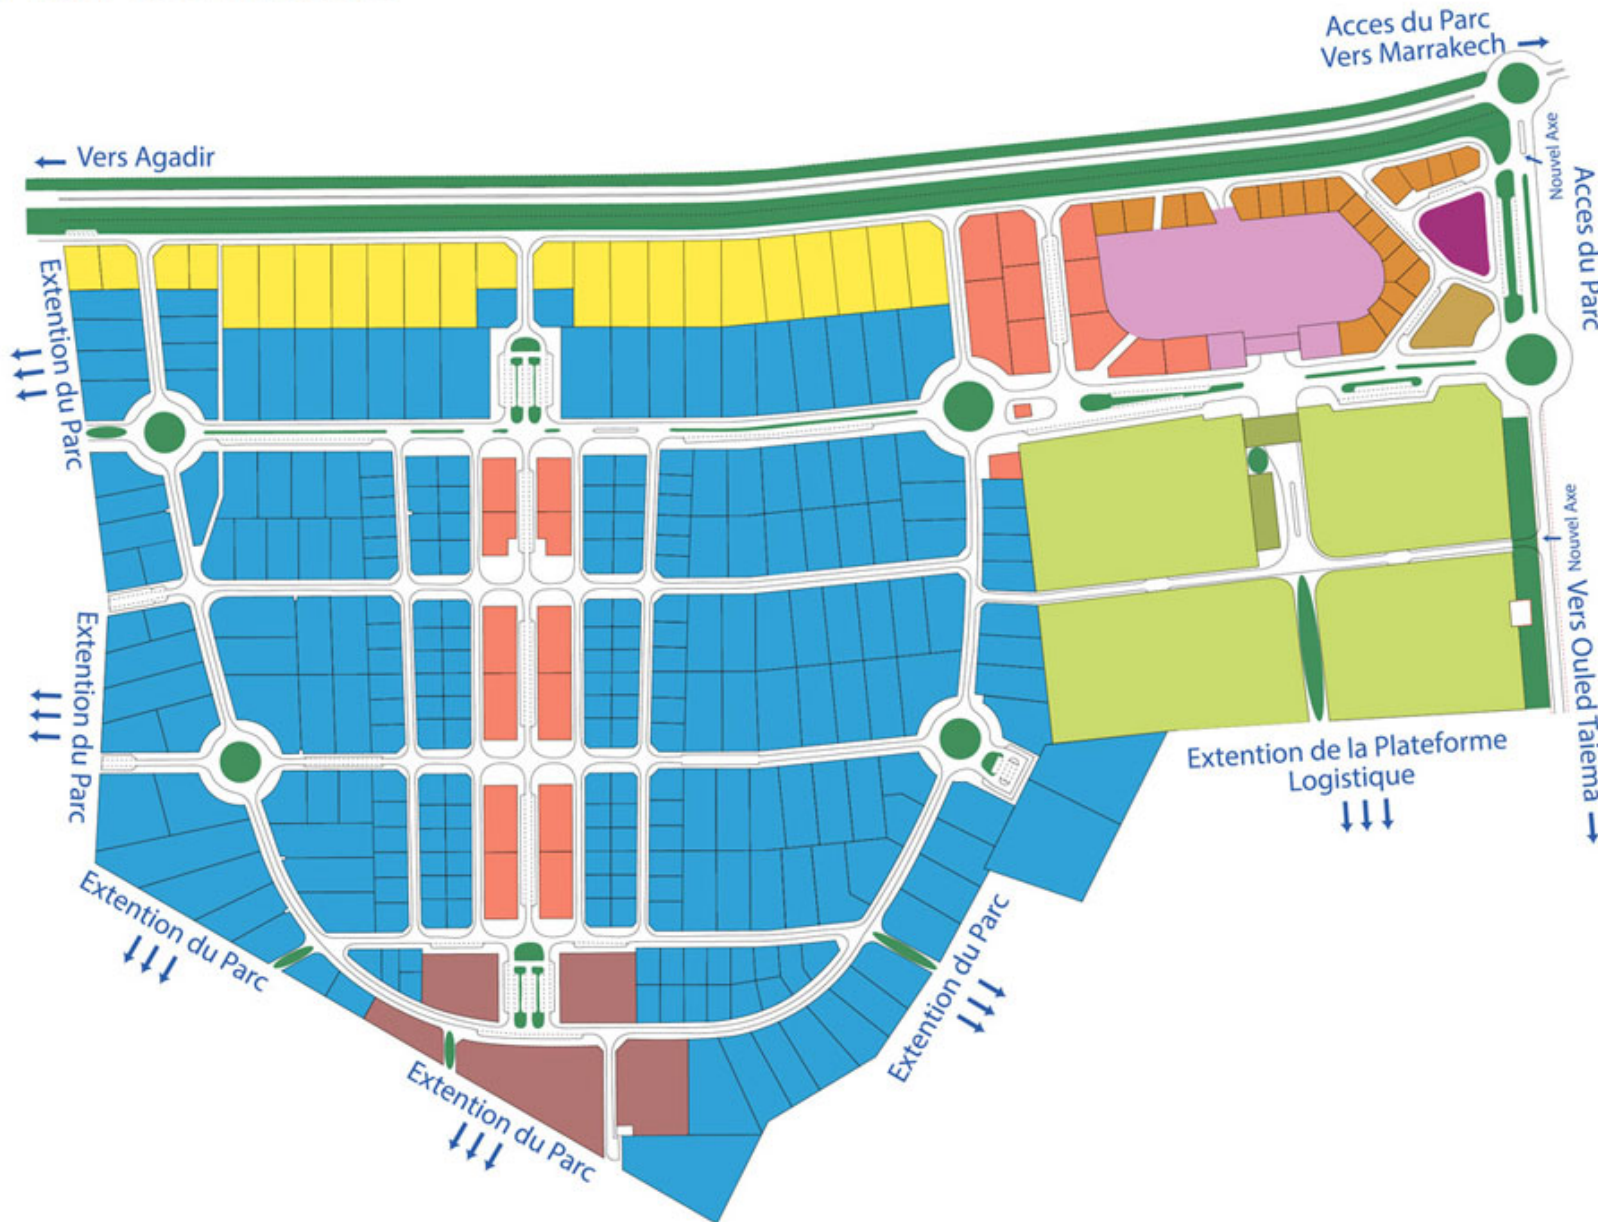 Acces du Parc
Vers Marrakech
Vers Agadir
Nouvel Axe
Acces du Parc
Extention du Parc
Nouvel Axe
Vers Ouled Taiema
Extention du Parc
Extention de la Plateforme
Logistique
Extention du Parc
Extention du Parc
Extention du Parc